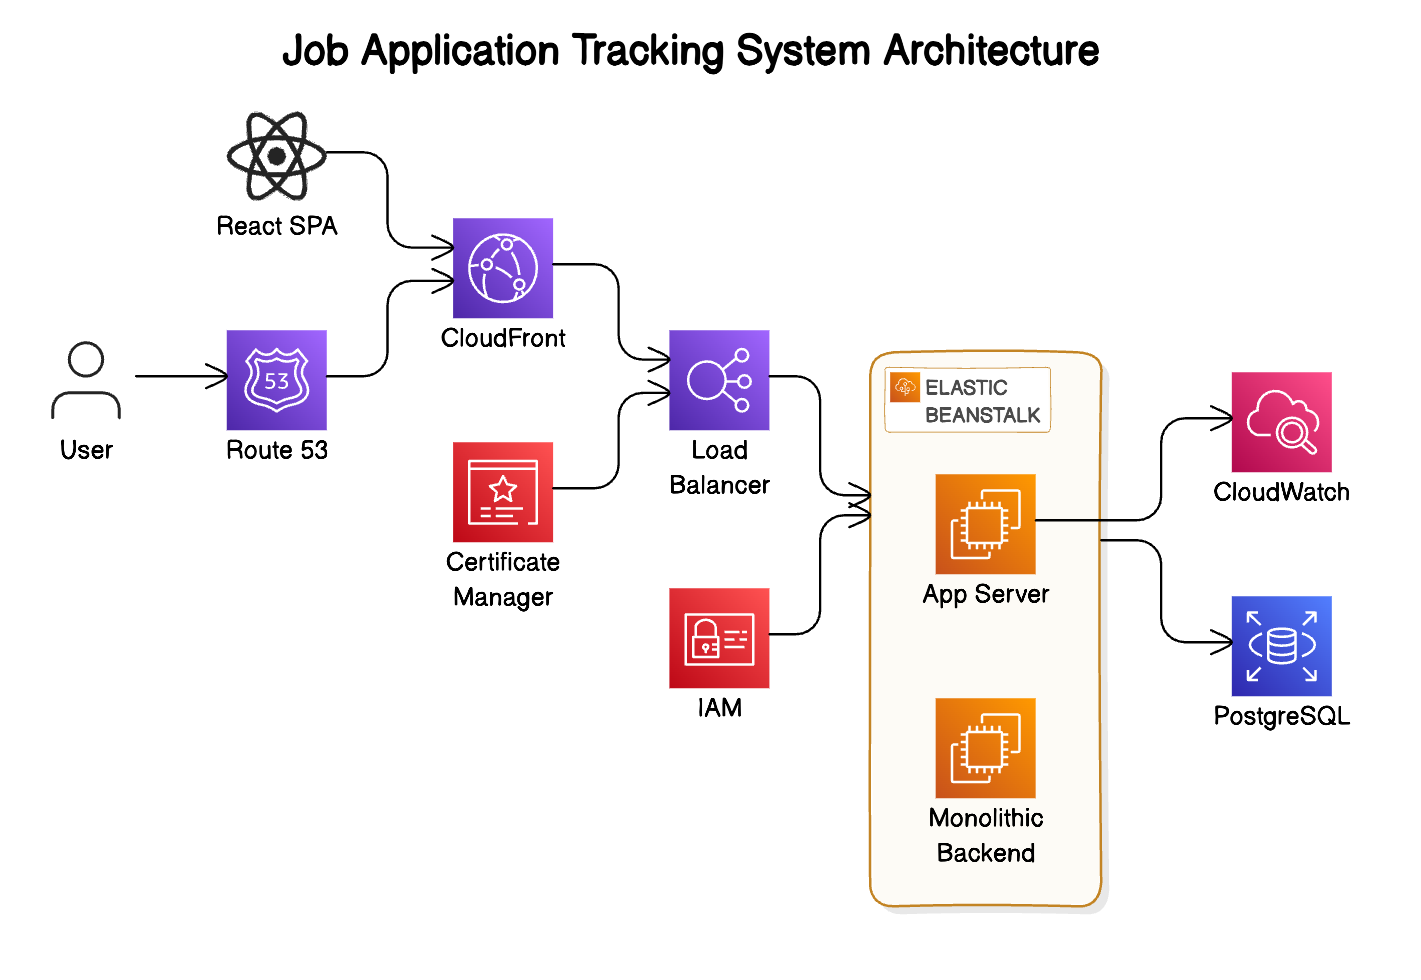 Job Application Tracking System Architecture
React SPA
CloudFront
User
53
Route 53
Load
Balancer
Certificate
Manager
IAM
ELASTIC
BEANSTALK
App Server
Monolithic
Backend
CloudWatch
PostgreSQL